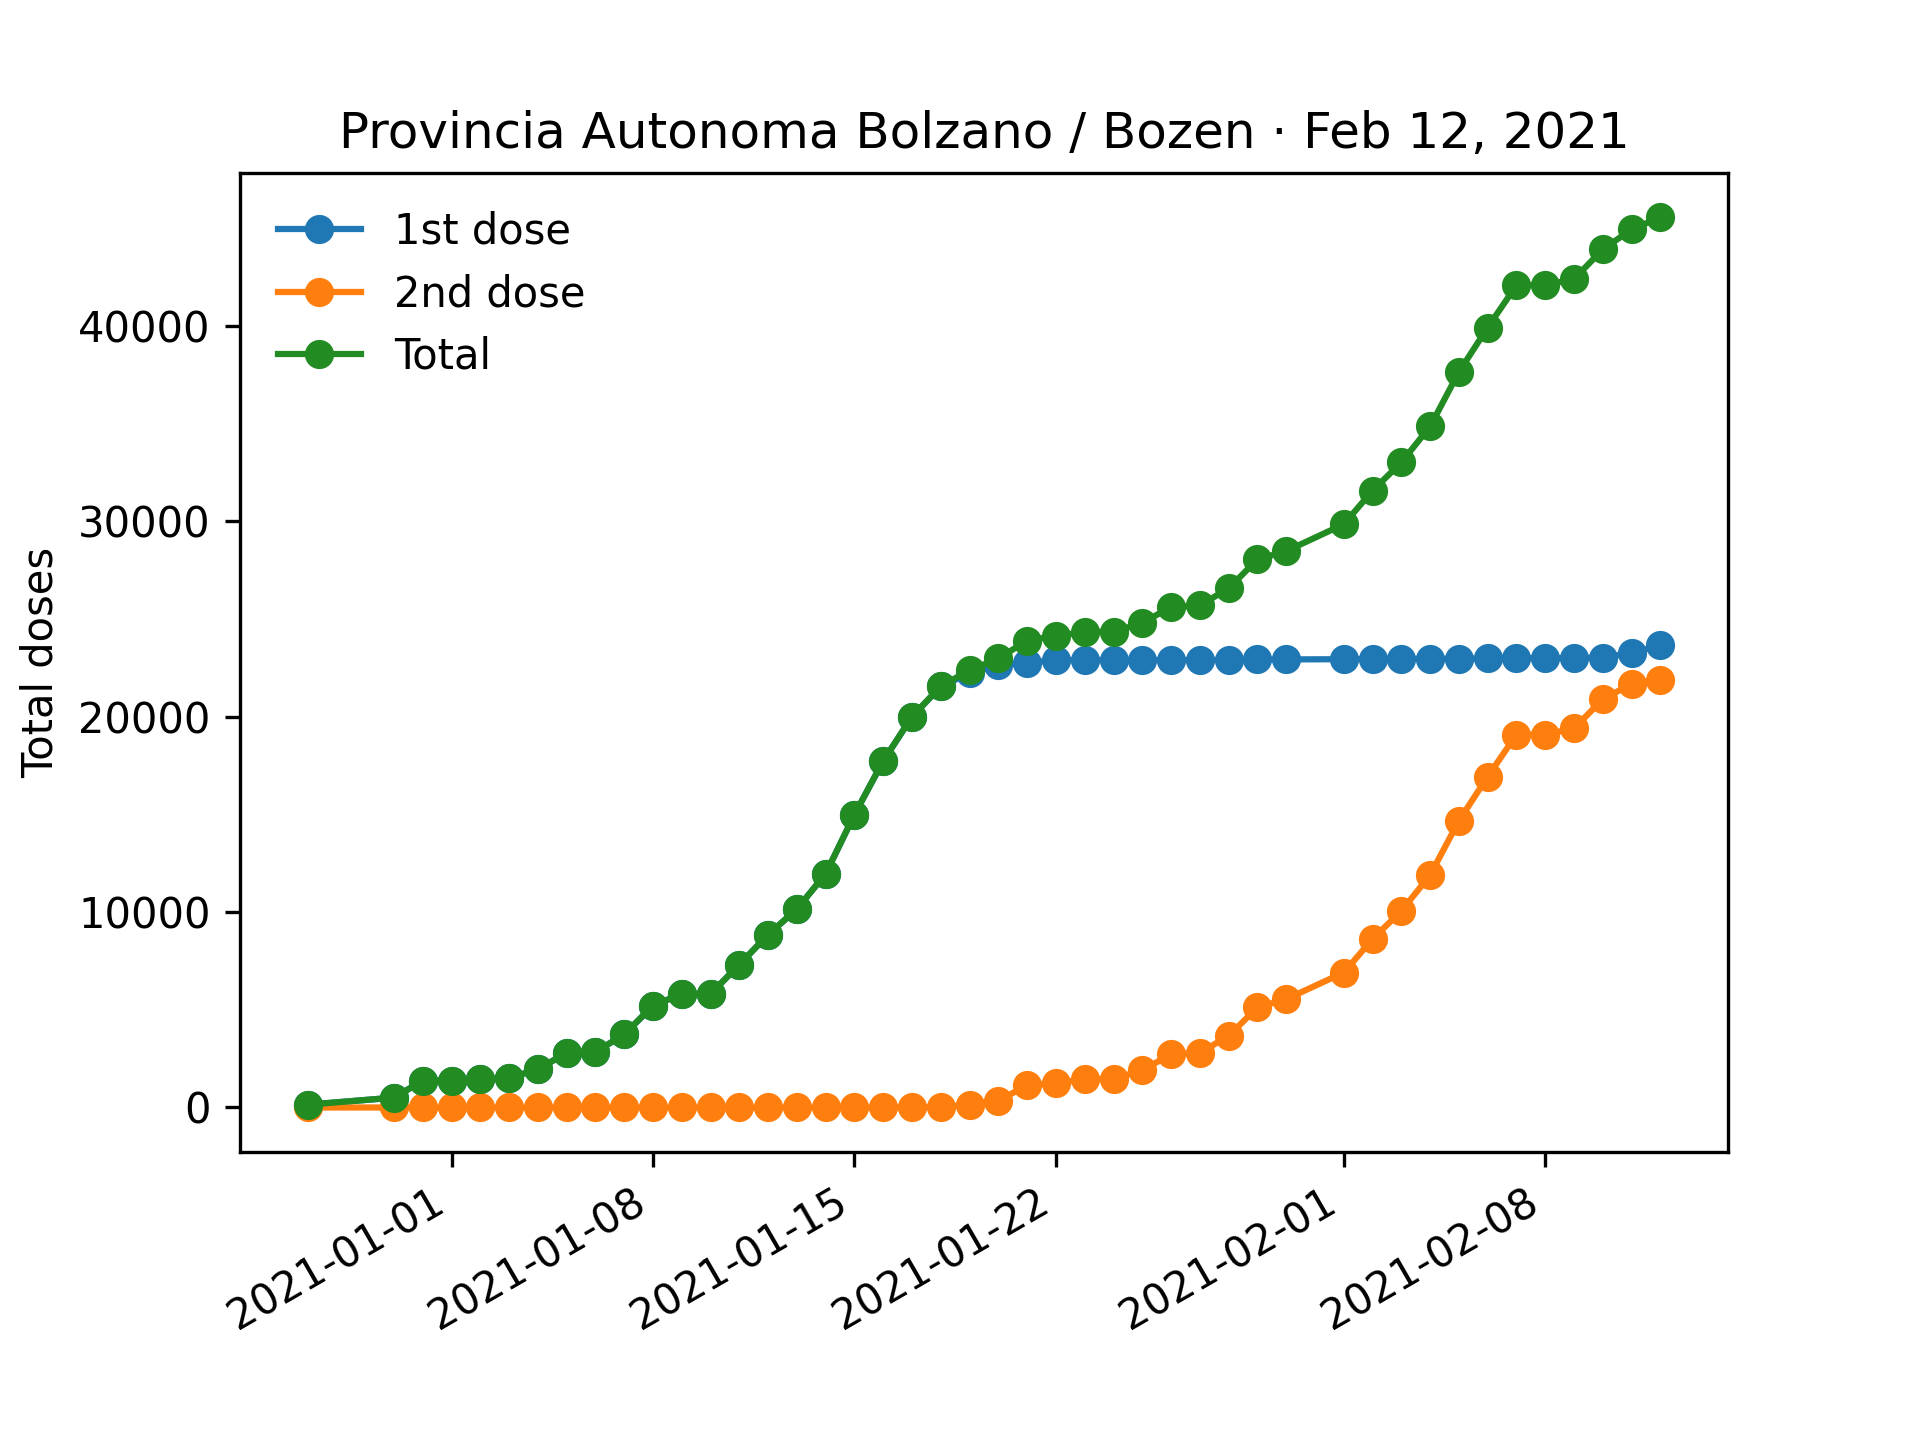 Provincia Autonoma Bolzano / Bozen · Feb 12, 2021
1st dose
2nd dose
Total
Total doses
40000
30000
20000
10000
0
2021-01-01
2021-01-08
2021-01-15
2021-01-22
2021-02-01
2021-02-08